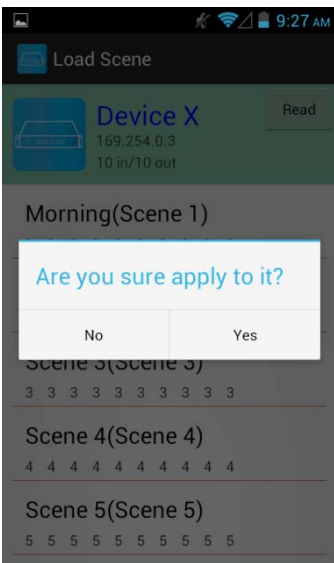 9:27 AM
Load Scene
Device X
Read
169.254.0.3
10 in/10 out
Morning(Scene 1)
Are you sure apply to it?
No Yes
Scene 3(Scene 3)
3 3 3 3 3 3 3 3 3 3
Scene 4(Scene 4)
4 4 4 4 4 4 4 4 4 4
Scene 5(Scene 5)
5 5 5 5 5 5 5 5 5 5